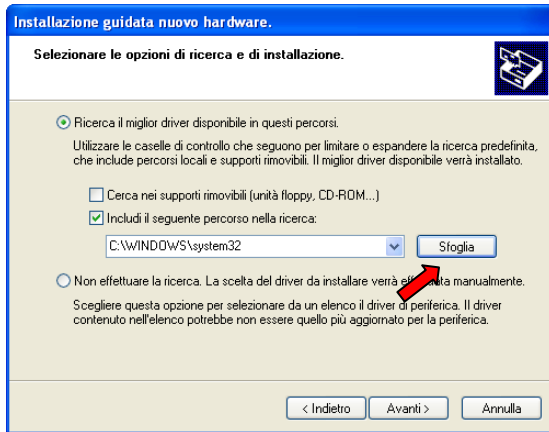 Installazione guidata nuovo hardware.
Selezionare le opzioni di ricerca e di installazione.
Ricerca il miglior driver disponibile in questi percorsi.
Utilizzare le caselle di controllo che seguono per limitare o espandere la ricerca predefinita,
che include percorsi locali e supporti rimovibili. Il miglior driver disponibile verrà installato.
Cerca nei supporti rimovibili (unità floppy, CD-ROM...)
Includi il seguente percorso nella ricerca:
C:\WINDOWS\system32
Sfoglia
Non effettuare la ricerca. La scelta del driver da installare verrà effettuata manualmente.
Scegliere questa opzione per selezionare da un elenco il driver di periferica. Il driver
contenuto nell'elenco potrebbe non essere quello più aggiornato per la periferica.
< Indietro
Avanti >
Annulla